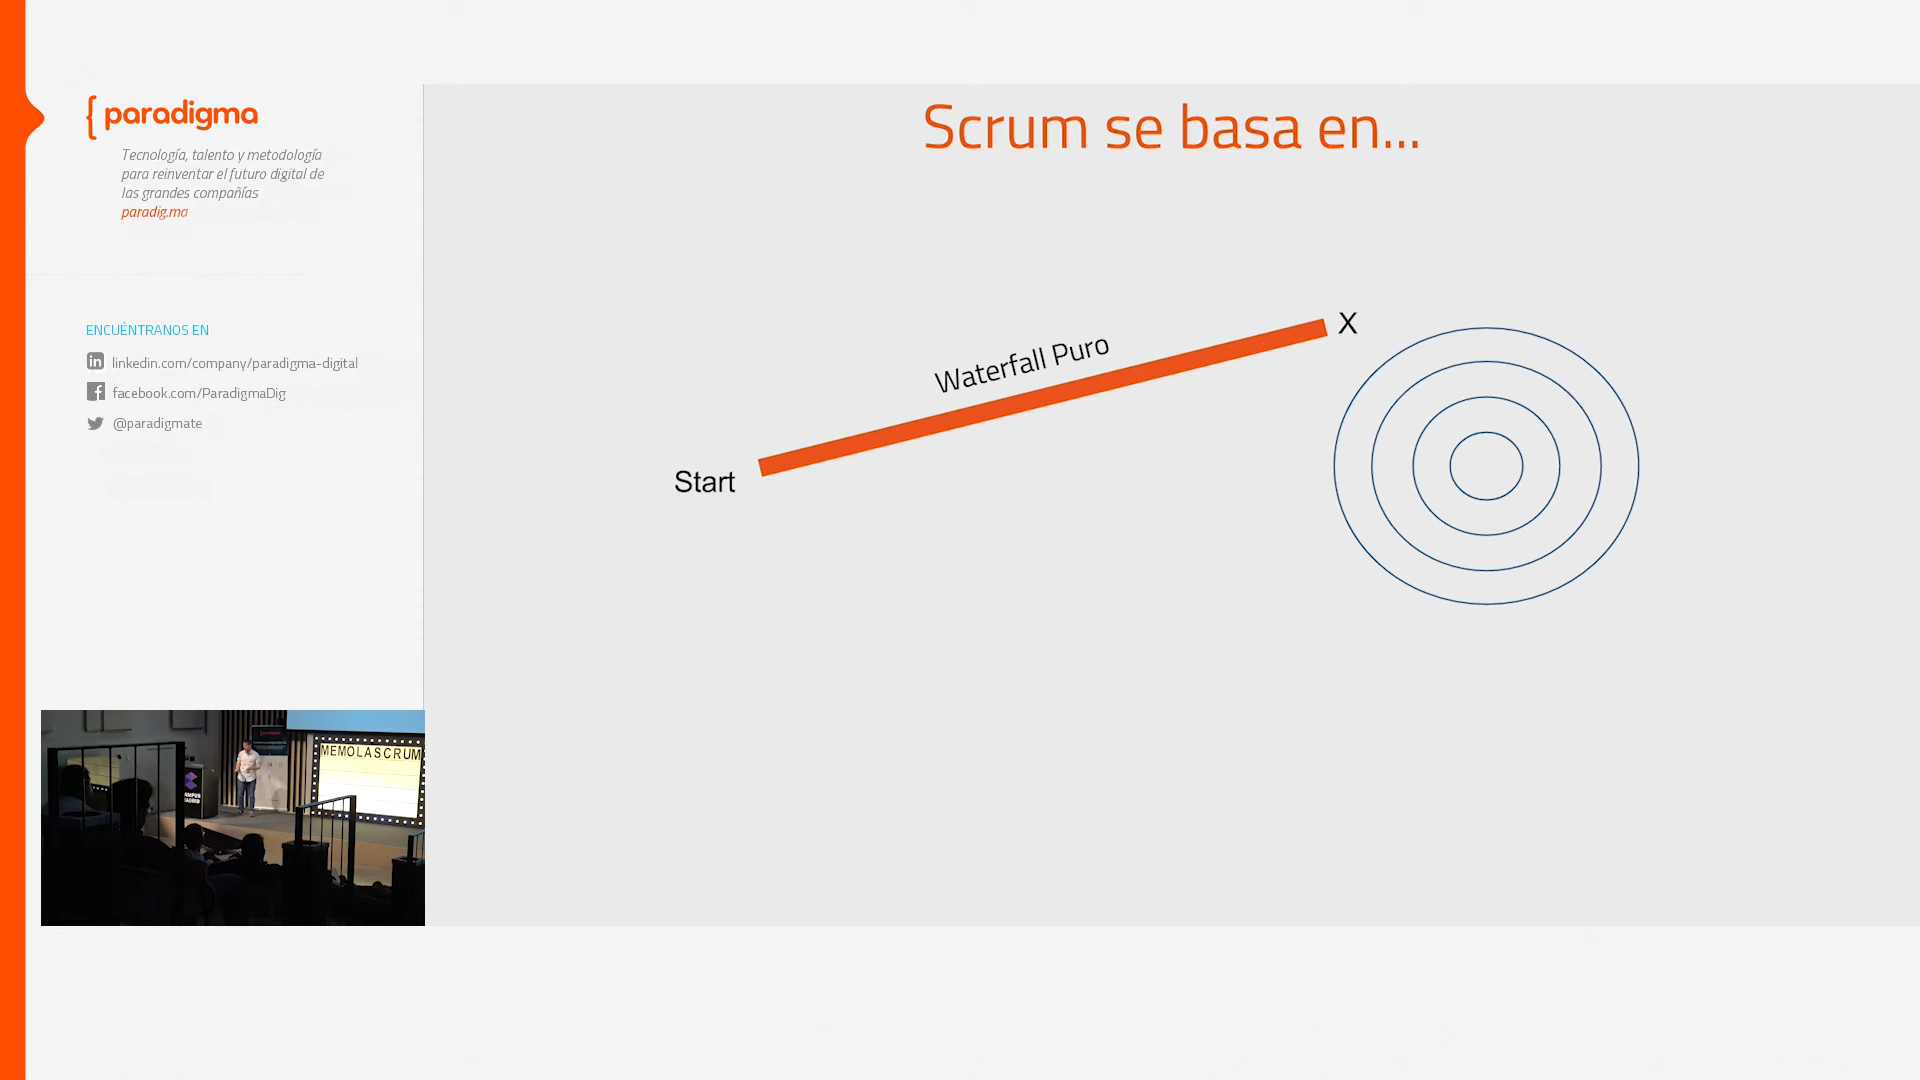 { paradigma
Tecnología, talento y metodología
para reinventar el futuro digital de
las grandes compañías
paradig.ma
ENCUÉNTRANOS EN
in linkedin.com/company/paradigma-digital
f facebook.com/ParadigmaDig
@paradigmate
Scrum se basa en...
X
Waterfall Puro
Start
MEMOLASCRUM